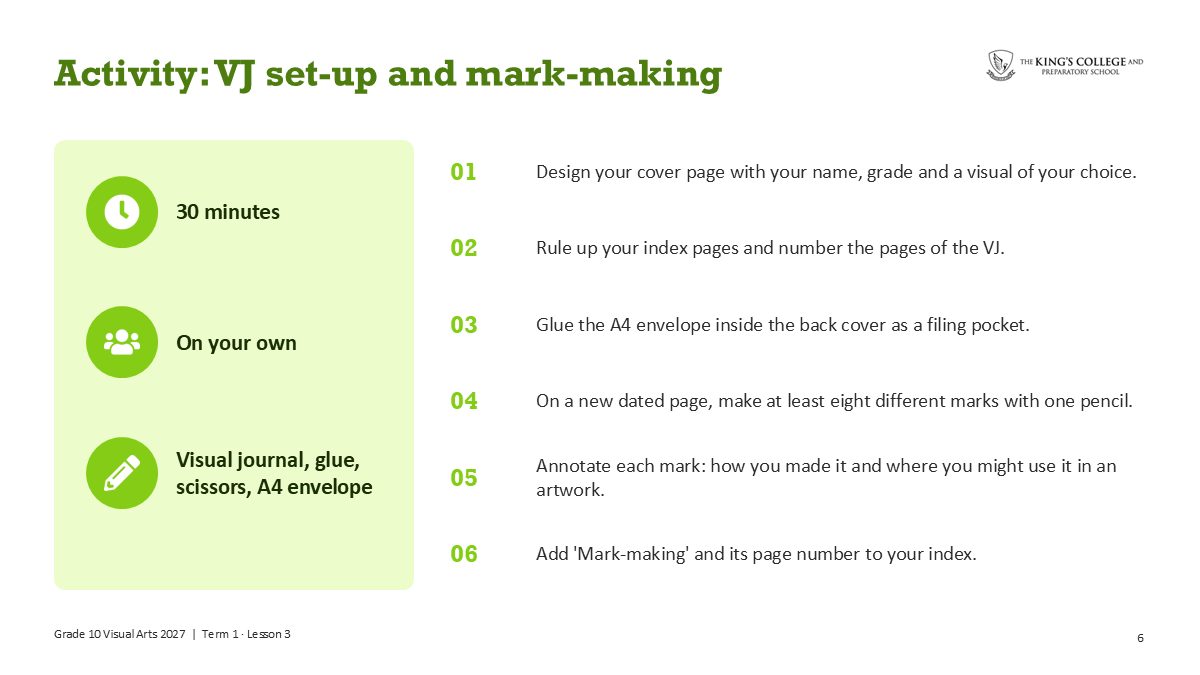 Activity: VJ set-up and mark-making
THE KING'S COLLEGE AND
PREPARATORY SCHOOL
30 minutes
On your own
Visual journal, glue,
scissors, A4 envelope
01 Design your cover page with your name, grade and a visual of your choice.
02 Rule up your index pages and number the pages of the VJ.
03 Glue the A4 envelope inside the back cover as a filing pocket.
04 On a new dated page, make at least eight different marks with one pencil.
05 Annotate each mark: how you made it and where you might use it in an
artwork.
06 Add 'Mark-making' and its page number to your index.
Grade 10 Visual Arts 2027 | Term 1 · Lesson 3
6